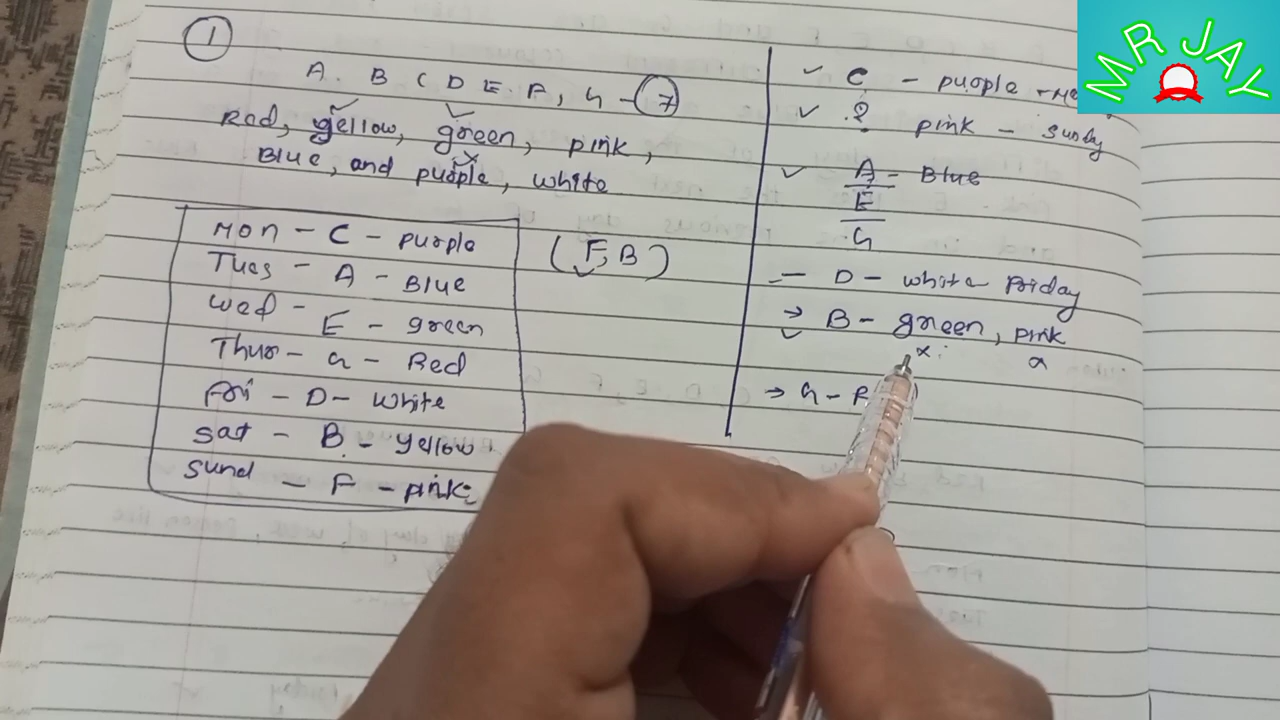 MR JAY
1
A. B C D E F, G - 7
Red, yellow, green, pink,
Blue, and purple, white
Mon - C - purple
Tues - A - Blue
wed - E - green
Thur - G - Red
Fri - D - white
Sat - B - yellow
Sund - F - pink
(F, B)
C - purple
? pink - Sunday
A - Blue
E
G
- D - white Friday
→ B - green, pink
x x
→ G - R